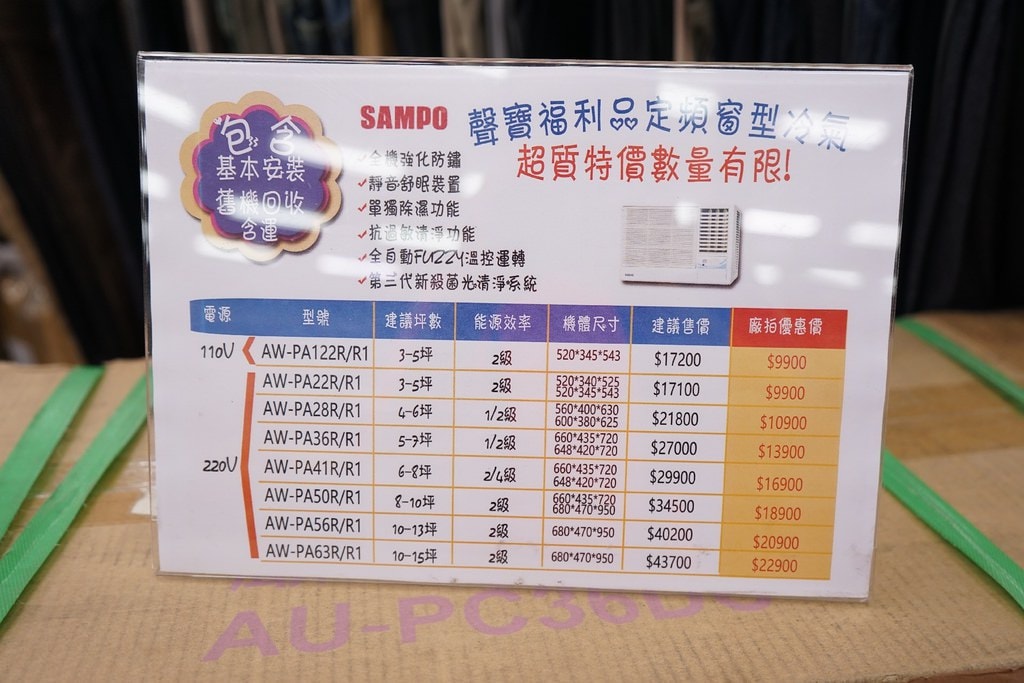 包含
基本安裝
舊機回收
含運
SAMPO
聲寶福利品定頻窗型冷氣
超質特價數量有限!
✓全機強化防鏽
✓靜音舒眠裝置
✓單獨除濕功能
✓抗過敏清淨功能
✓全自動FUZZY溫控運轉
✓第三代新殺菌光清淨系統
電源 型號 建議坪數 能源效率 機體尺寸 建議售價 廠拍優惠價
110V AW-PA122R/R1 3-5坪 2級 520*345*543 $17200 $9900
220V
AW-PA22R/R1 3-5坪 2級 520*340*525 520*345*543 $17100 $9900
AW-PA28R/R1 4-6坪 1/2級 560*400*630 600*380*625 $21800 $10900
AW-PA36R/R1 5-7坪 1/2級 660*435*720 648*420*720 $27000 $13900
AW-PA41R/R1 6-8坪 2/4級 660*435*720 648*420*720 $29900 $16900
AW-PA50R/R1 8-10坪 2級 660*435*720 680*470*950 $34500 $18900
AW-PA56R/R1 10-13坪 2級 680*470*950 $40200 $20900
AW-PA63R/R1 10-15坪 2級 680*470*950 $43700 $22900